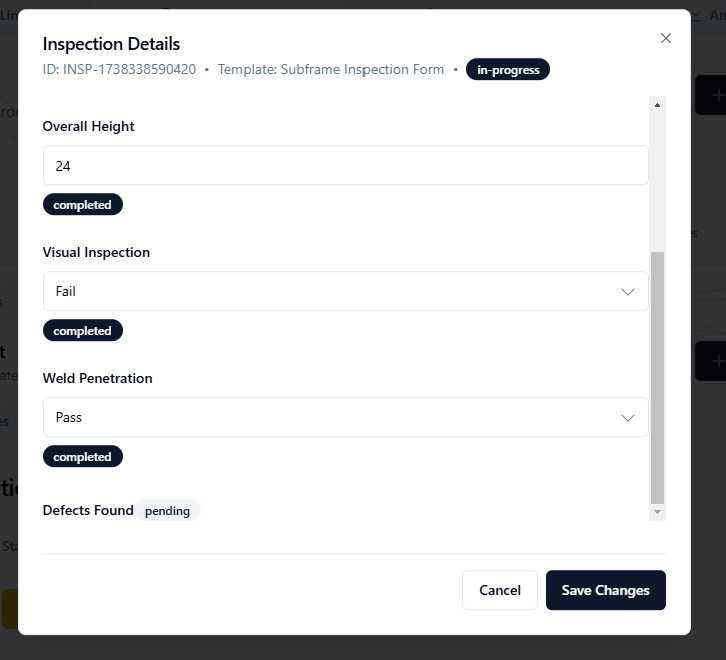 Inspection Details
ID: INSP-1738338590420 • Template: Subframe Inspection Form • in-progress
Overall Height
24
completed
Visual Inspection
Fail
completed
Weld Penetration
Pass
completed
Defects Found pending
Cancel Save Changes